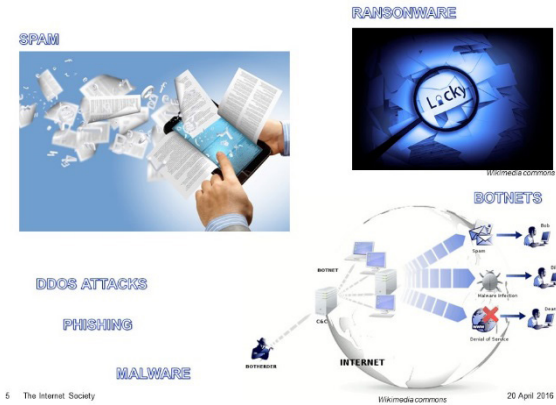 RANSONWARE
SPAM
Locky
Wikimedia commons
BOTNETS
Bob
Spam
BOTNET
DDOS ATTACKS
Malware Infection
C&C
PHISHING
Denial of Service
BOTHERDER
INTERNET
MALWARE
5 The Internet Society
Wikimedia commons
20 April 2016